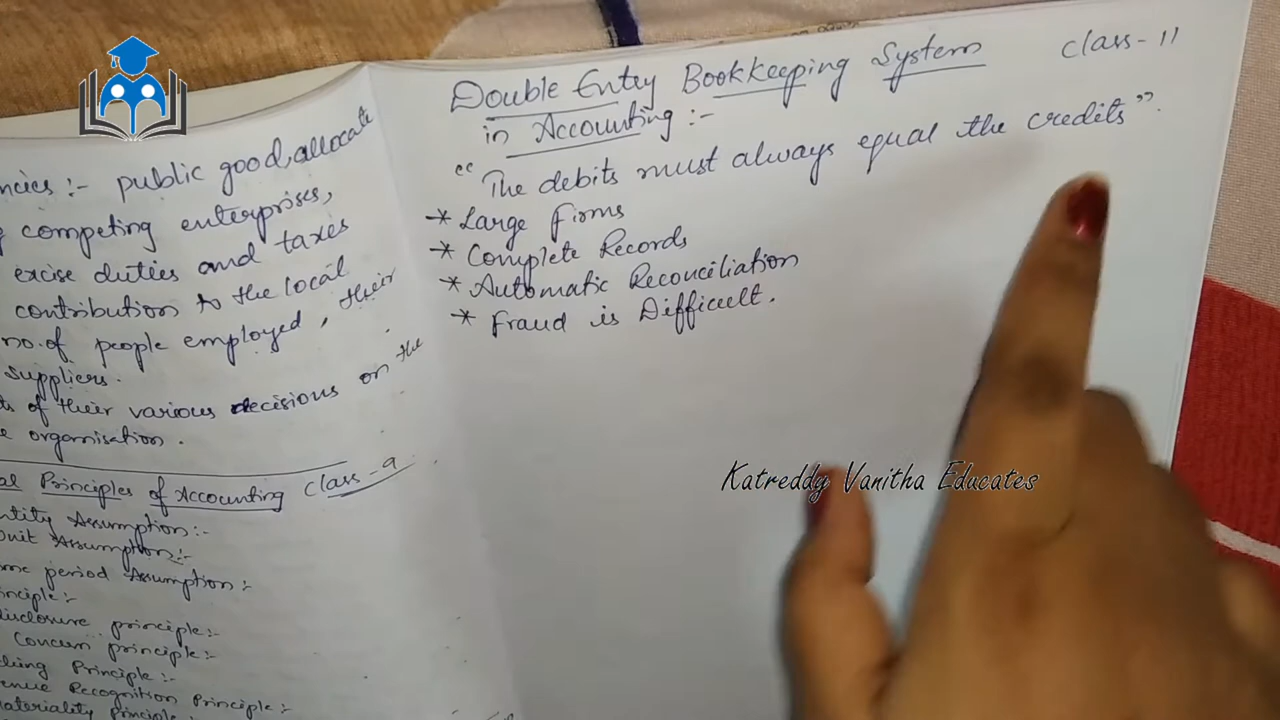 public good, allocate
competing enterprises,
excise duties and taxes
contribution to the local
no. of people employed, their
suppliers.
of their various decisions on the
organisation.
Principles of Accounting Class - 9
Assumption:-
Assumption:-
period Assumption:-
principle:-
Concern principle:-
Principle:-
Recognition Principle:-
Double Entry Bookkeeping System Class - 11
in Accounting:-
"The debits must always equal the credits".
* Large firms
* Complete Records
* Automatic Reconciliation
* Fraud is Difficult.
Katreddy Vanitha Educates